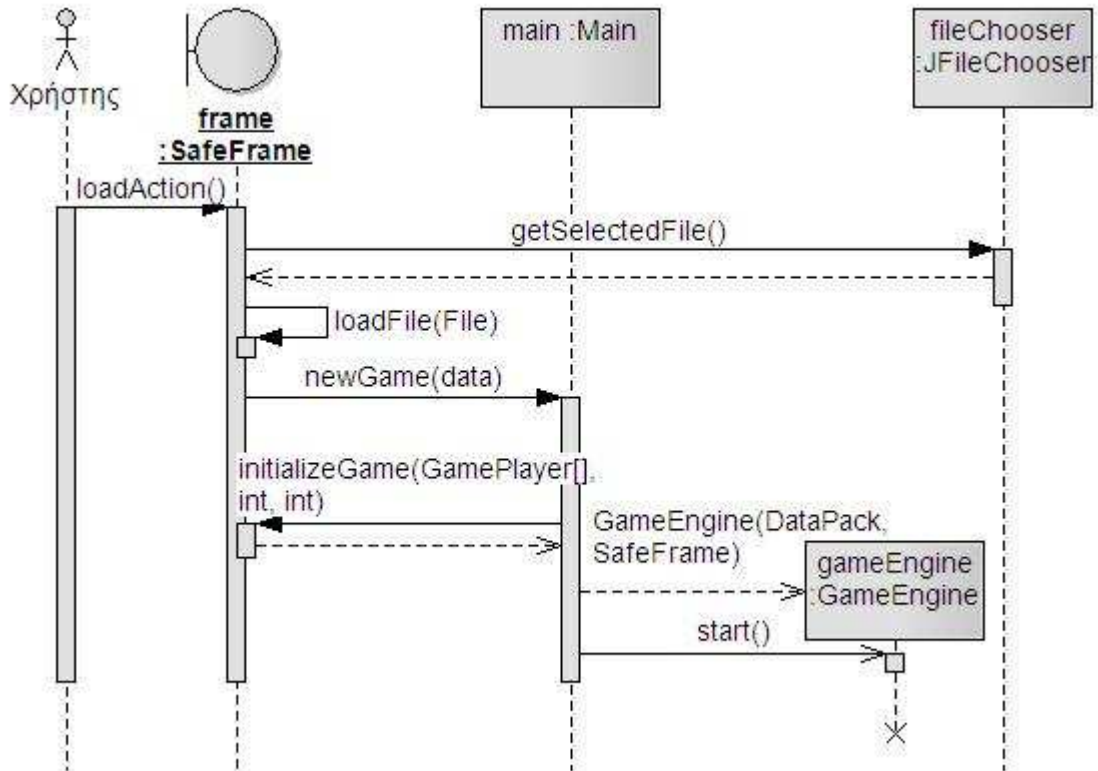 Χρήστης
frame
:SafeFrame
main :Main
fileChooser
:JFileChooser
loadAction()
getSelectedFile()
loadFile(File)
newGame(data)
initializeGame(GamePlayer[],
int, int)
GameEngine(DataPack,
SafeFrame)
gameEngine
:GameEngine
start()